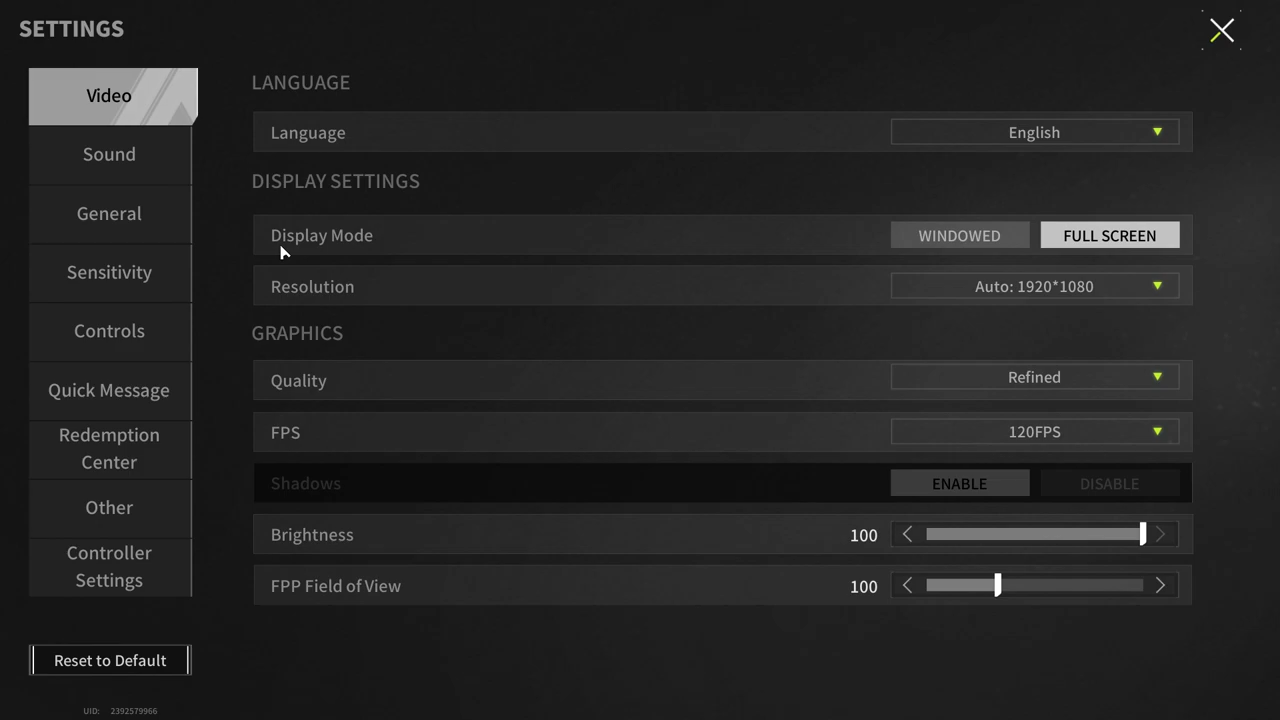 SETTINGS
Video
Sound
General
Sensitivity
Controls
Quick Message
Redemption
Center
Other
Controller
Settings
Reset to Default
UID: 2392579966
LANGUAGE
Language English
DISPLAY SETTINGS
Display Mode WINDOWED FULL SCREEN
Resolution Auto: 1920*1080
GRAPHICS
Quality Refined
FPS 120FPS
Shadows ENABLE DISABLE
Brightness 100
FPP Field of View 100